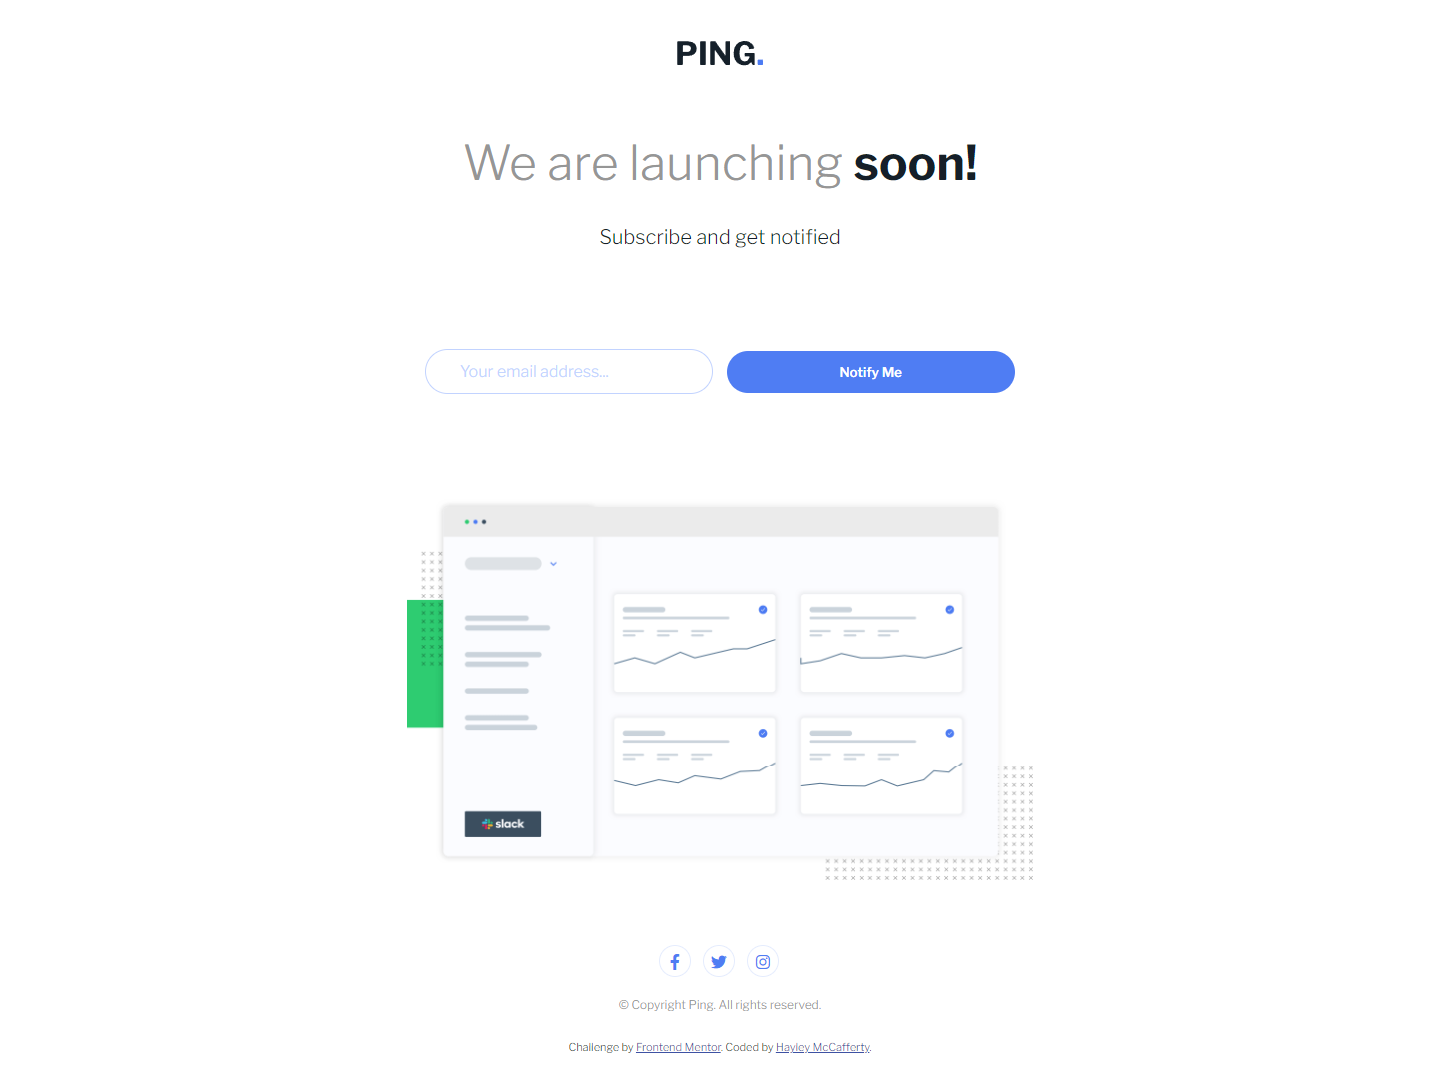 PING.
We are launching soon!
Subscribe and get notified
Your email address...
Notify Me
slack
© Copyright Ping. All rights reserved.
Challenge by Frontend Mentor. Coded by Hayley McCafferty.